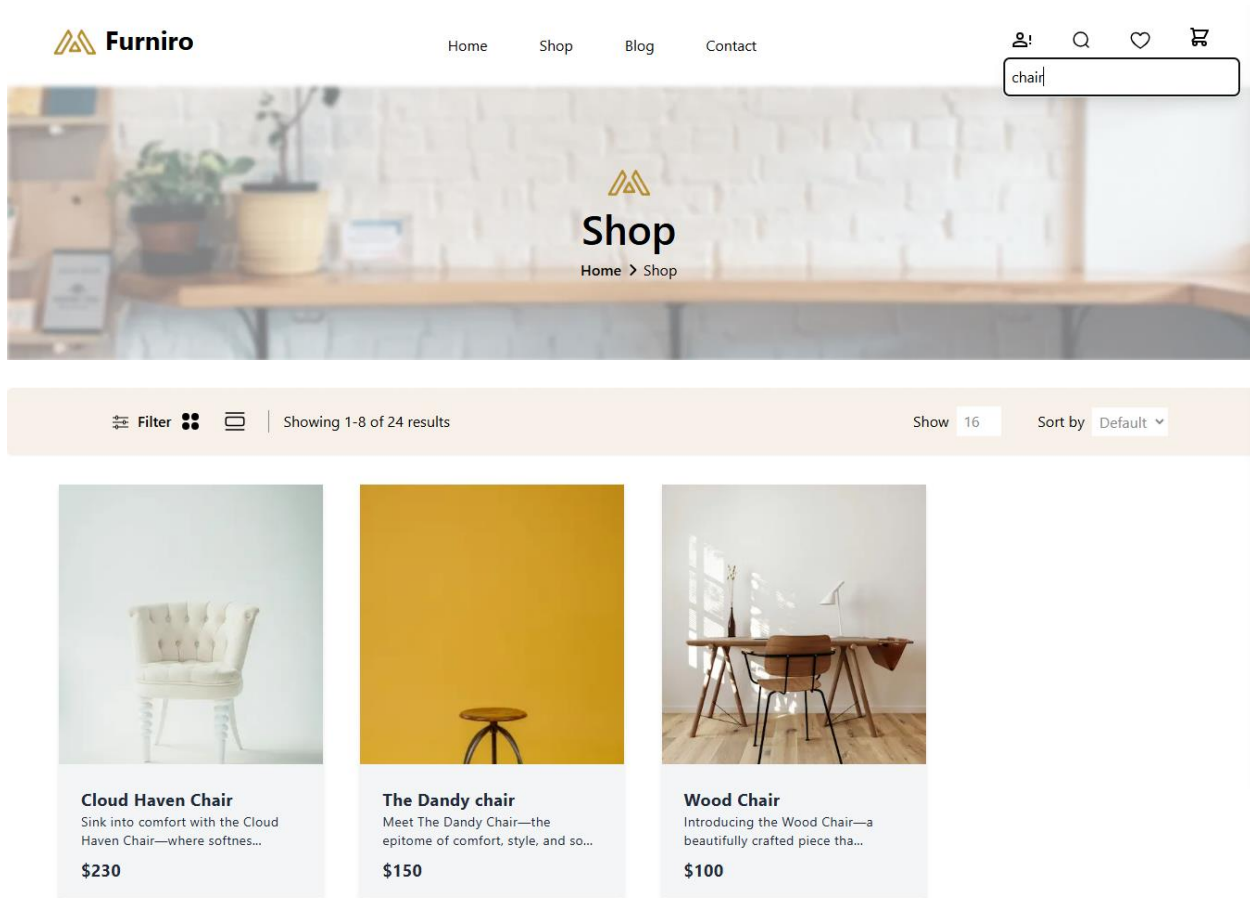 Furniro
Home Shop Blog Contact
chair
Shop
Home > Shop
Filter
Showing 1-8 of 24 results
Show 16
Sort by Default
Cloud Haven Chair
Sink into comfort with the Cloud
Haven Chair—where softnes...
$230
The Dandy chair
Meet The Dandy Chair—the
epitome of comfort, style, and so...
$150
Wood Chair
Introducing the Wood Chair—a
beautifully crafted piece tha...
$100